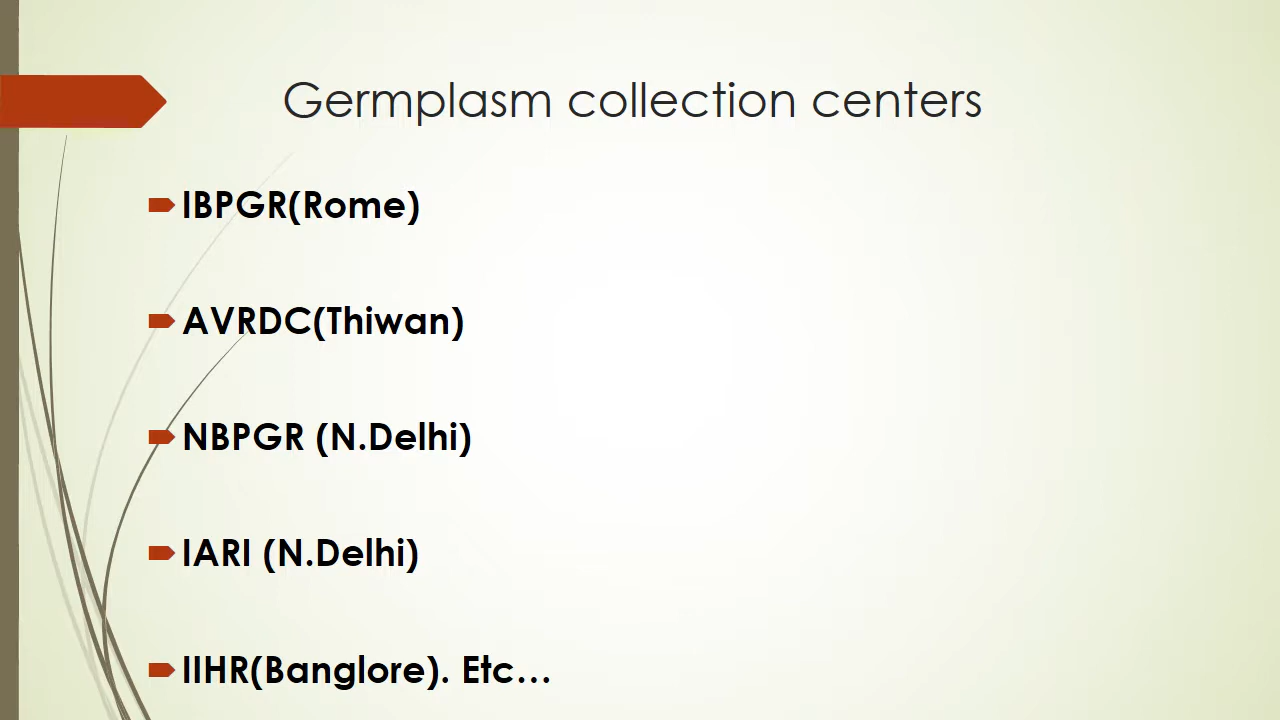 Germplasm collection centers
IBPGR(Rome)
AVRDC(Thiwan)
NBPGR (N.Delhi)
IARI (N.Delhi)
IIHR(Banglore). Etc…